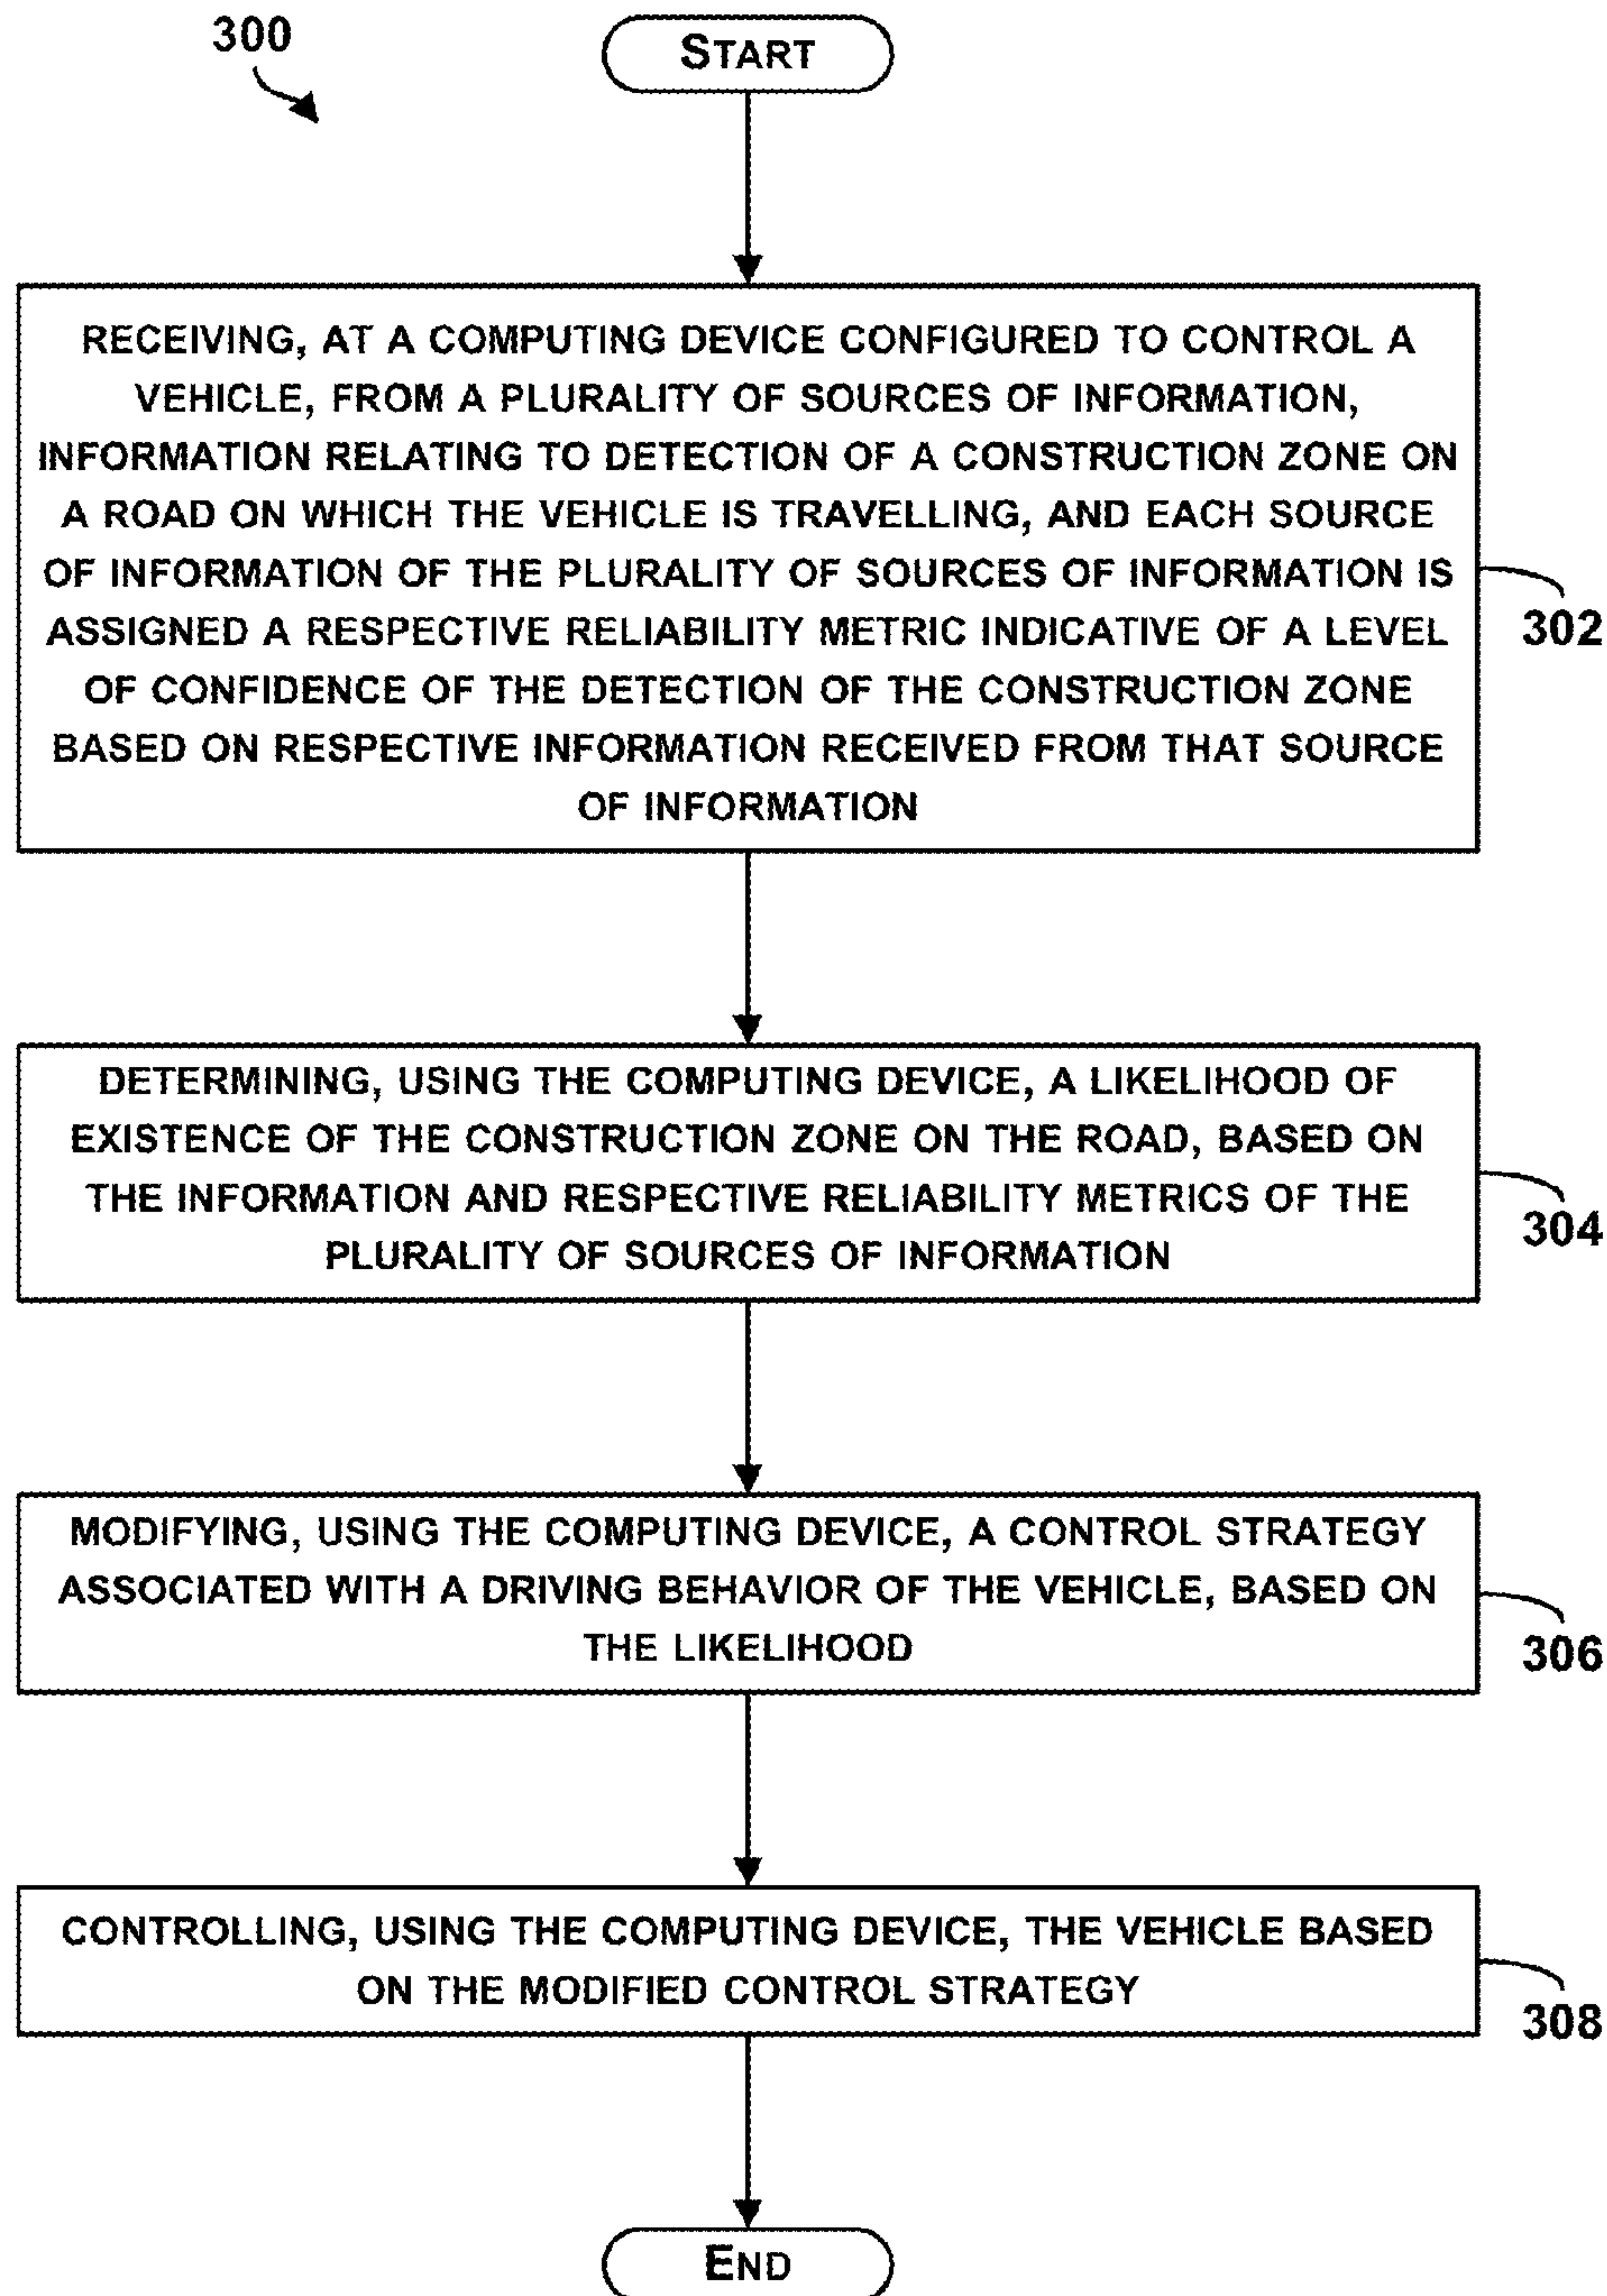 300
START
RECEIVING, AT A COMPUTING DEVICE CONFIGURED TO CONTROL A
VEHICLE, FROM A PLURALITY OF SOURCES OF INFORMATION,
INFORMATION RELATING TO DETECTION OF A CONSTRUCTION ZONE ON
A ROAD ON WHICH THE VEHICLE IS TRAVELLING, AND EACH SOURCE
OF INFORMATION OF THE PLURALITY OF SOURCES OF INFORMATION IS
ASSIGNED A RESPECTIVE RELIABILITY METRIC INDICATIVE OF A LEVEL
OF CONFIDENCE OF THE DETECTION OF THE CONSTRUCTION ZONE
BASED ON RESPECTIVE INFORMATION RECEIVED FROM THAT SOURCE
OF INFORMATION
302
DETERMINING, USING THE COMPUTING DEVICE, A LIKELIHOOD OF
EXISTENCE OF THE CONSTRUCTION ZONE ON THE ROAD, BASED ON
THE INFORMATION AND RESPECTIVE RELIABILITY METRICS OF THE
PLURALITY OF SOURCES OF INFORMATION
304
MODIFYING, USING THE COMPUTING DEVICE, A CONTROL STRATEGY
ASSOCIATED WITH A DRIVING BEHAVIOR OF THE VEHICLE, BASED ON
THE LIKELIHOOD
306
CONTROLLING, USING THE COMPUTING DEVICE, THE VEHICLE BASED
ON THE MODIFIED CONTROL STRATEGY
308
END